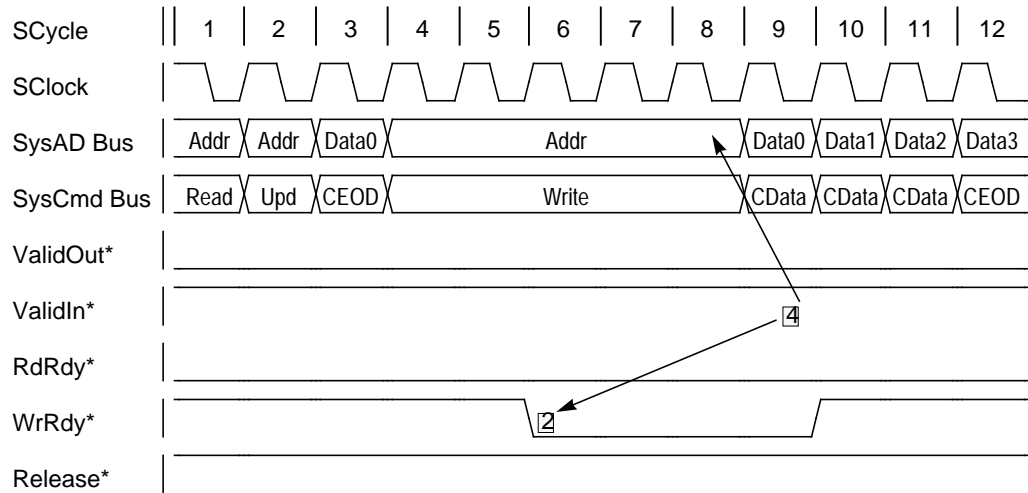 SCycle 1 2 3 4 5 6 7 8 9 10 11 12
SClock
SysAD Bus Addr Addr Data0 Addr Data0 Data1 Data2 Data3
SysCmd Bus Read Upd CEOD Write CData CData CData CEOD
ValidOut*
ValidIn* 4
RdRdy*
WrRdy* 2
Release*